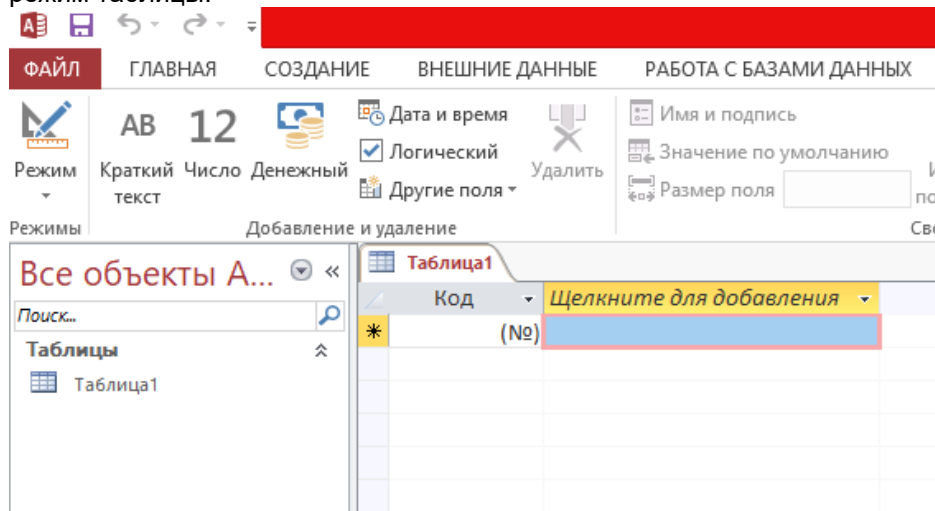 режим таблицы.
ФАЙЛ ГЛАВНАЯ СОЗДАНИЕ ВНЕШНИЕ ДАННЫЕ РАБОТА С БАЗАМИ ДАННЫХ
Режим
AB
Краткий текст
12
Число
Денежный
Дата и время
Логический
Другие поля
Удалить
Имя и подпись
Значение по умолчанию
Размер поля
Режимы
Добавление и удаление
Все объекты A...
Поиск...
Таблицы
Таблица1
Таблица1
Код Щелкните для добавления
(№)